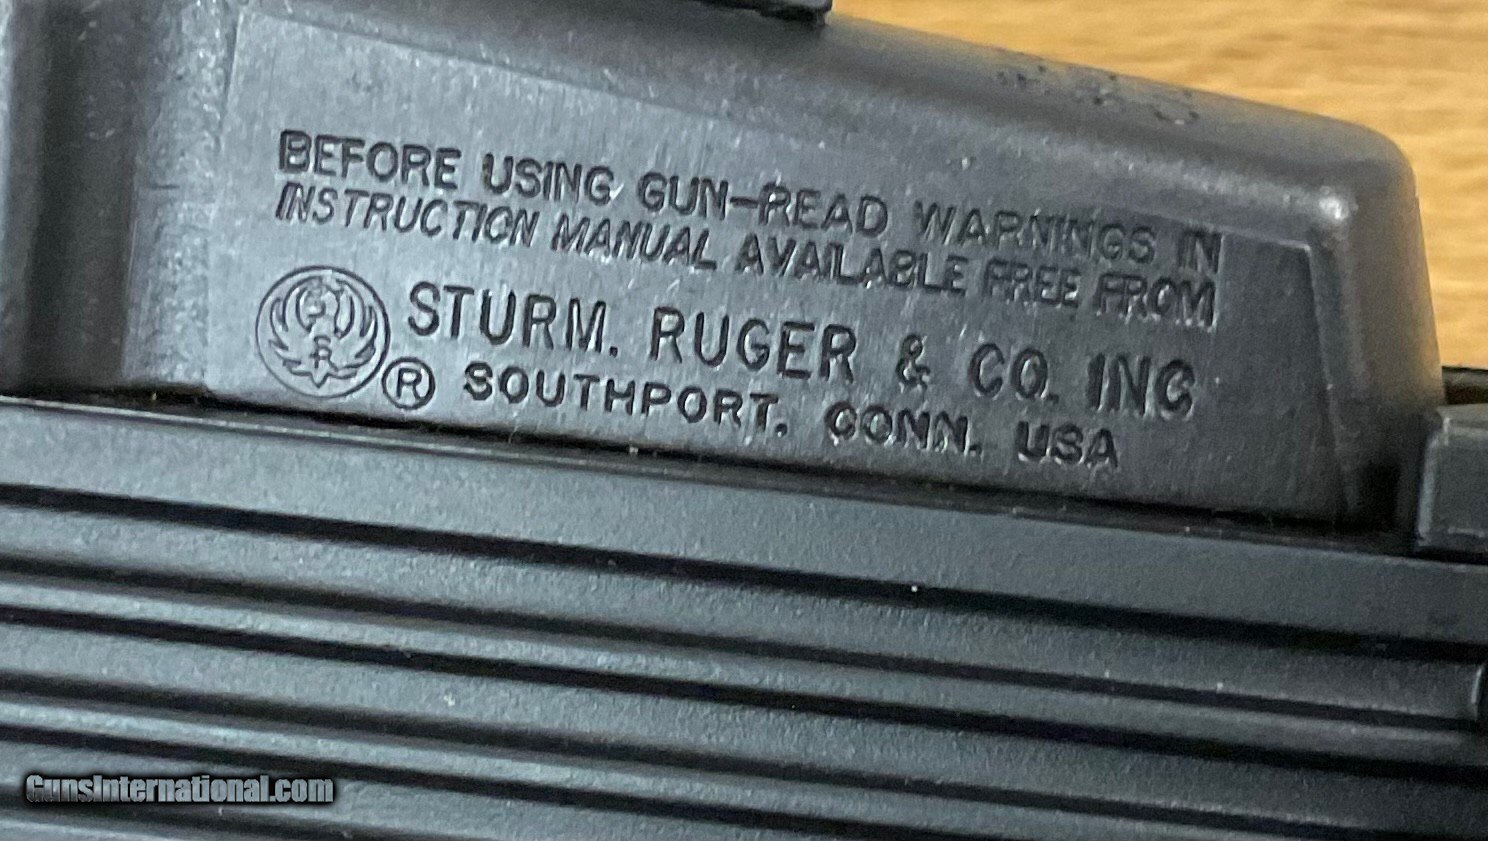 BEFORE USING GUN-READ WARNINGS IN
INSTRUCTION MANUAL AVAILABLE FREE FROM
STURM, RUGER & CO. INC
® SOUTHPORT, CONN. USA
GunsInternational.com